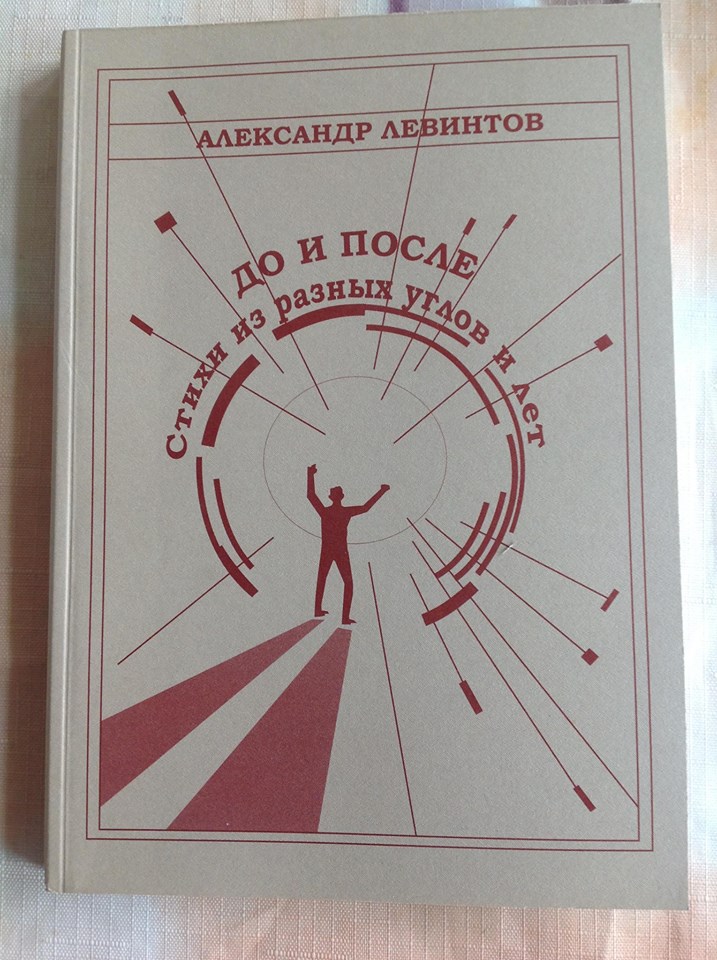 АЛЕКСАНДР ЛЕВИНТОВ
ДО И ПОСЛЕ
Стихи из разных углов и лет